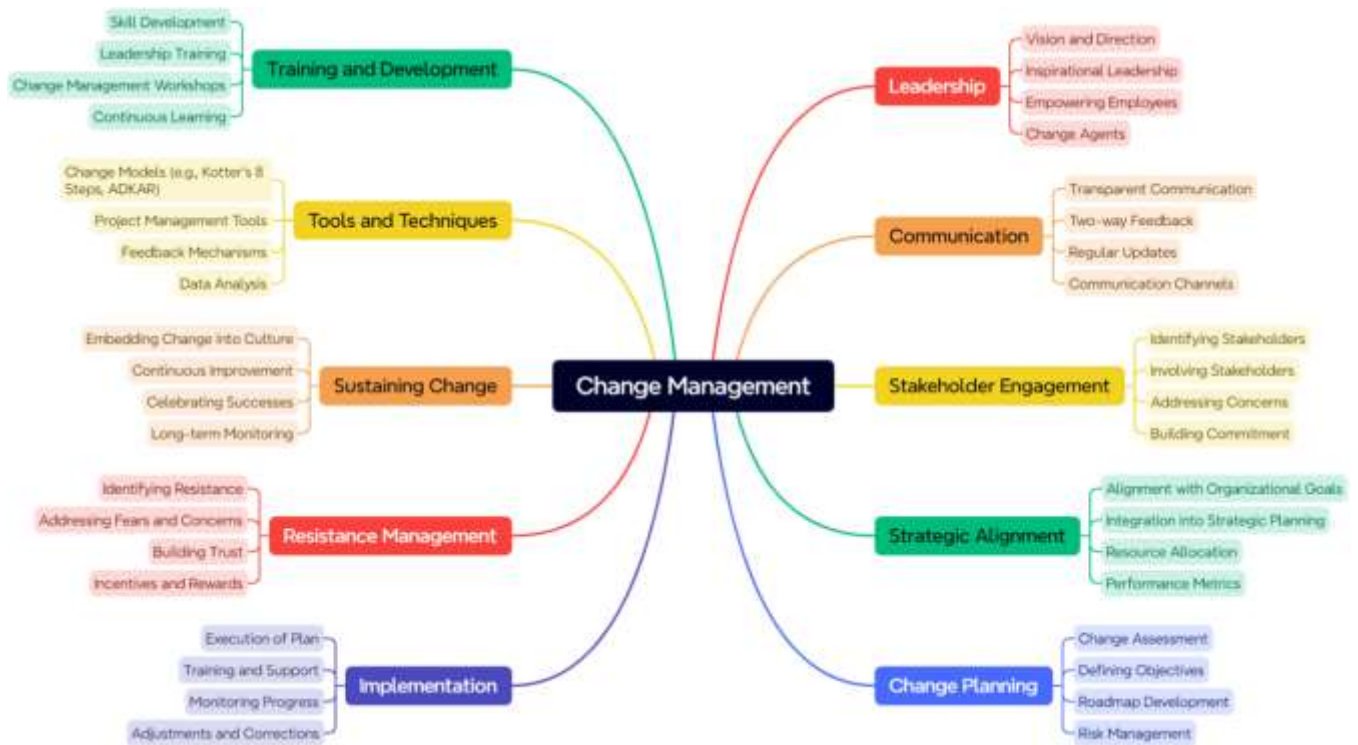 Change Management
Leadership
Vision and Direction
Inspirational Leadership
Empowering Employees
Change Agents
Communication
Transparent Communication
Two-way Feedback
Regular Updates
Communication Channels
Stakeholder Engagement
Identifying Stakeholders
Involving Stakeholders
Addressing Concerns
Building Commitment
Strategic Alignment
Alignment with Organizational Goals
Integration into Strategic Planning
Resource Allocation
Performance Metrics
Change Planning
Change Assessment
Defining Objectives
Roadmap Development
Risk Management
Training and Development
Skill Development
Leadership Training
Change Management Workshops
Continuous Learning
Tools and Techniques
Change Models (e.g., Kotter's 8
Steps, ADKAR)
Project Management Tools
Feedback Mechanisms
Data Analysis
Sustaining Change
Embedding Change into Culture
Continuous Improvement
Celebrating Successes
Long-term Monitoring
Resistance Management
Identifying Resistance
Addressing Fears and Concerns
Building Trust
Incentives and Rewards
Implementation
Execution of Plan
Training and Support
Monitoring Progress
Adjustments and Corrections